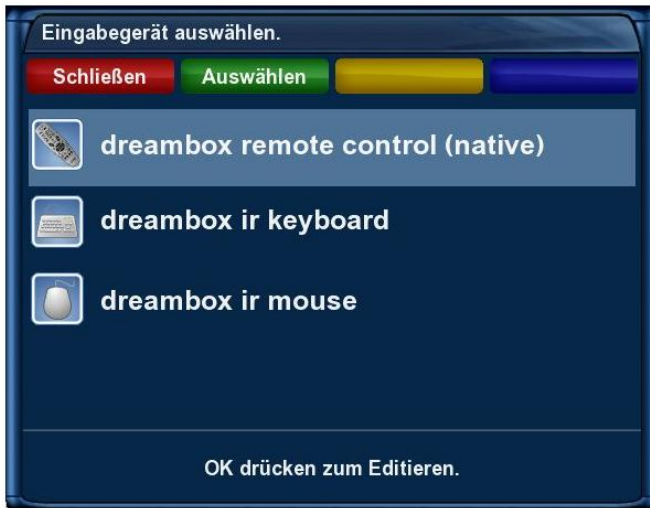 Eingabegerät auswählen.
Schließen Auswählen
dreambox remote control (native)
dreambox ir keyboard
dreambox ir mouse
OK drücken zum Editieren.